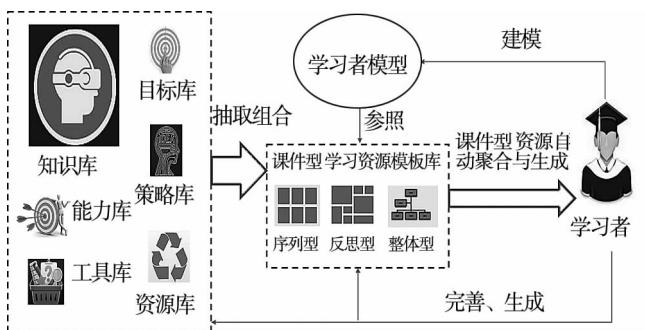 知识库
目标库
策略库
能力库
工具库
资源库
抽取组合
学习者模型
参照
课件型 学习资源模板库
序列型 反思型 整体型
建模
课件型 资源自
动聚合与生成
学习者
完善、生成